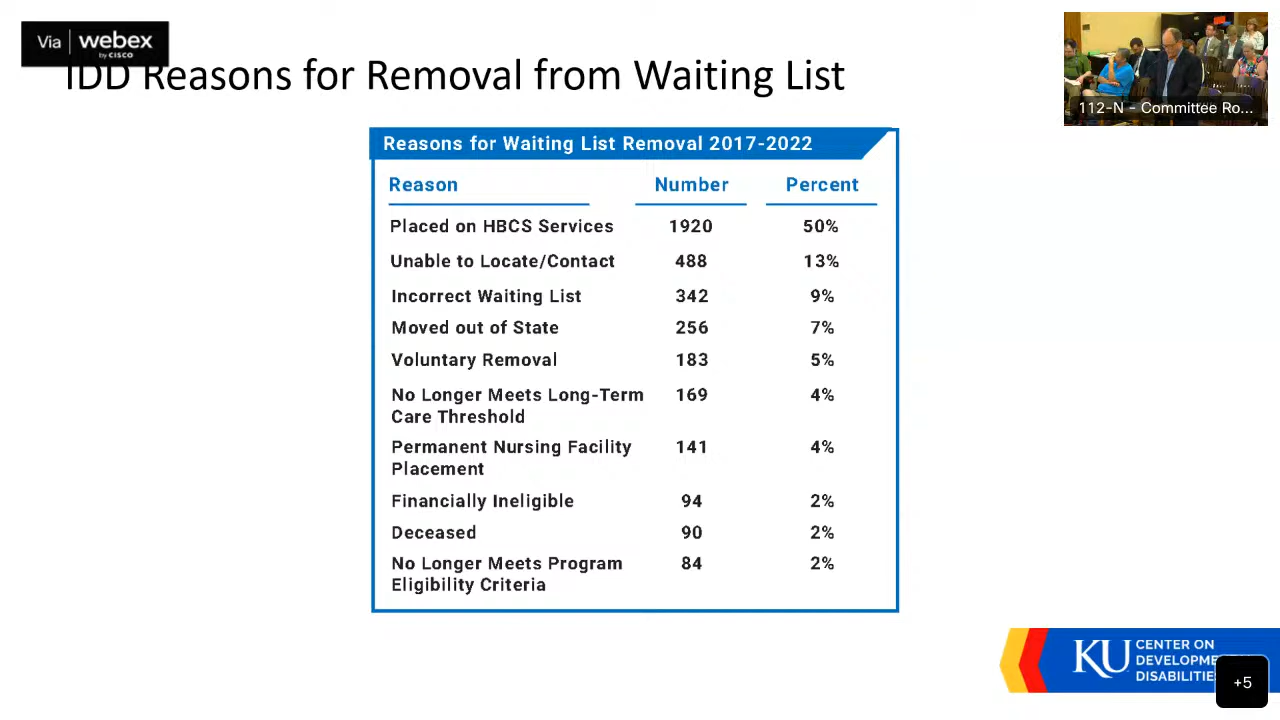 Via webex
by CISCO
IDD Reasons for Removal from Waiting List
112-N - Committee Ro...
Reasons for Waiting List Removal 2017-2022
Reason Number Percent
Placed on HBCS Services 1920 50%
Unable to Locate/Contact 488 13%
Incorrect Waiting List 342 9%
Moved out of State 256 7%
Voluntary Removal 183 5%
No Longer Meets Long-Term 169 4%
Care Threshold
Permanent Nursing Facility 141 4%
Placement
Financially Ineligible 94 2%
Deceased 90 2%
No Longer Meets Program 84 2%
Eligibility Criteria
KU CENTER ON
DEVELOPMENTAL
DISABILITIES
+5